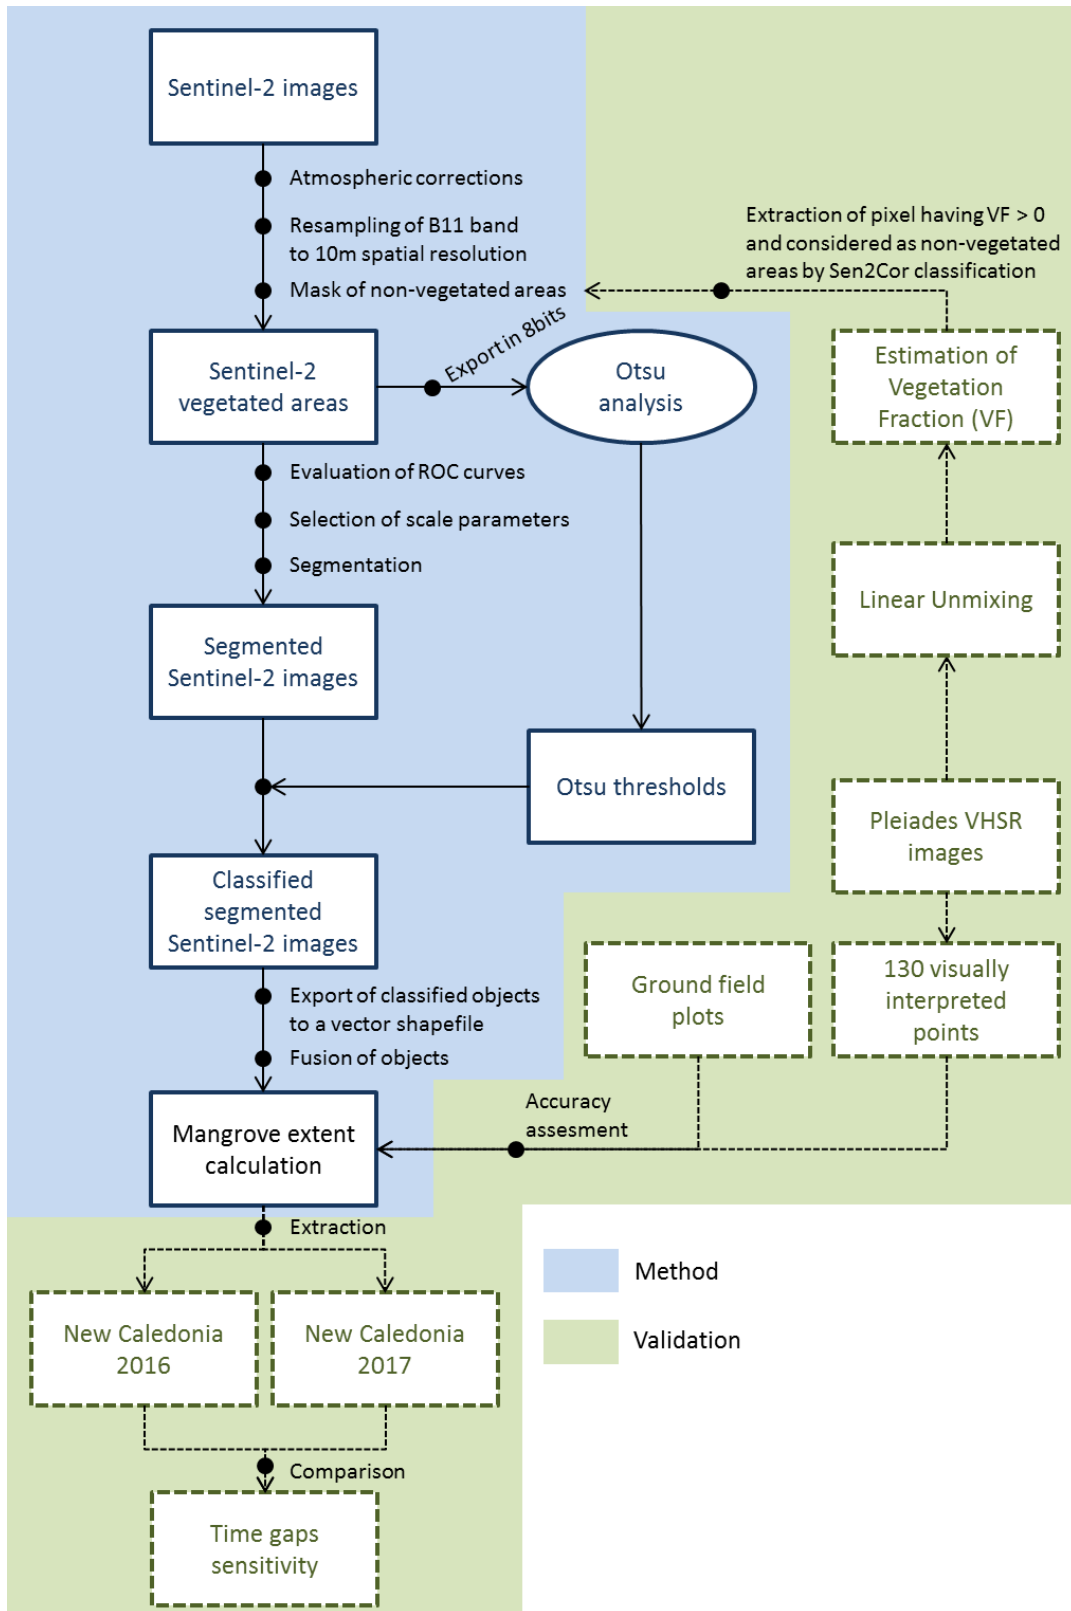 Sentinel-2 images
Atmospheric corrections
Resampling of B11 band
to 10m spatial resolution
Mask of non-vegetated areas
Extraction of pixel having VF > 0
and considered as non-vegetated
areas by Sen2Cor classification
Sentinel-2
vegetated areas
Export in 8bits
Otsu
analysis
Estimation of
Vegetation
Fraction (VF)
Evaluation of ROC curves
Selection of scale parameters
Segmentation
Linear Unmixing
Segmented
Sentinel-2 images
Otsu thresholds
Pleiades VHSR
images
Classified
segmented
Sentinel-2 images
Ground field
plots
130 visually
interpreted
points
Export of classified objects
to a vector shapefile
Fusion of objects
Mangrove extent
calculation
Accuracy
assesment
Extraction
New Caledonia
2016
New Caledonia
2017
Method
Validation
Comparison
Time gaps
sensitivity